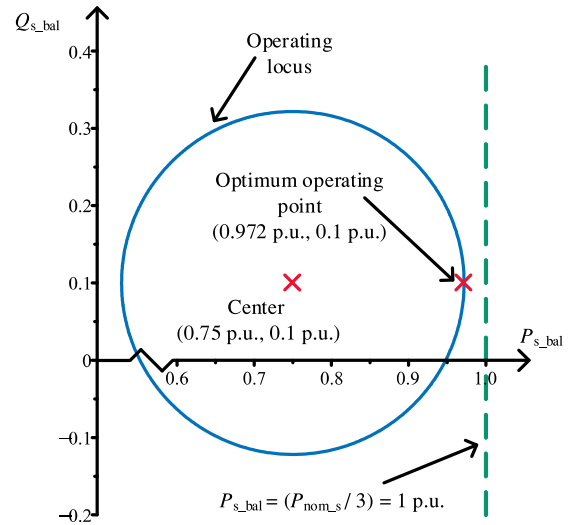 Q_s_bal
0.4
Operating
locus
0.3
Optimum operating
point
0.2
(0.972 p.u., 0.1 p.u.)
0.1
Center
(0.75 p.u., 0.1 p.u.)
P_s_bal
0
0.6 0.7 0.8 0.9 1.0
−0.1
P_s_bal = (P_nom_s / 3) = 1 p.u.
−0.2